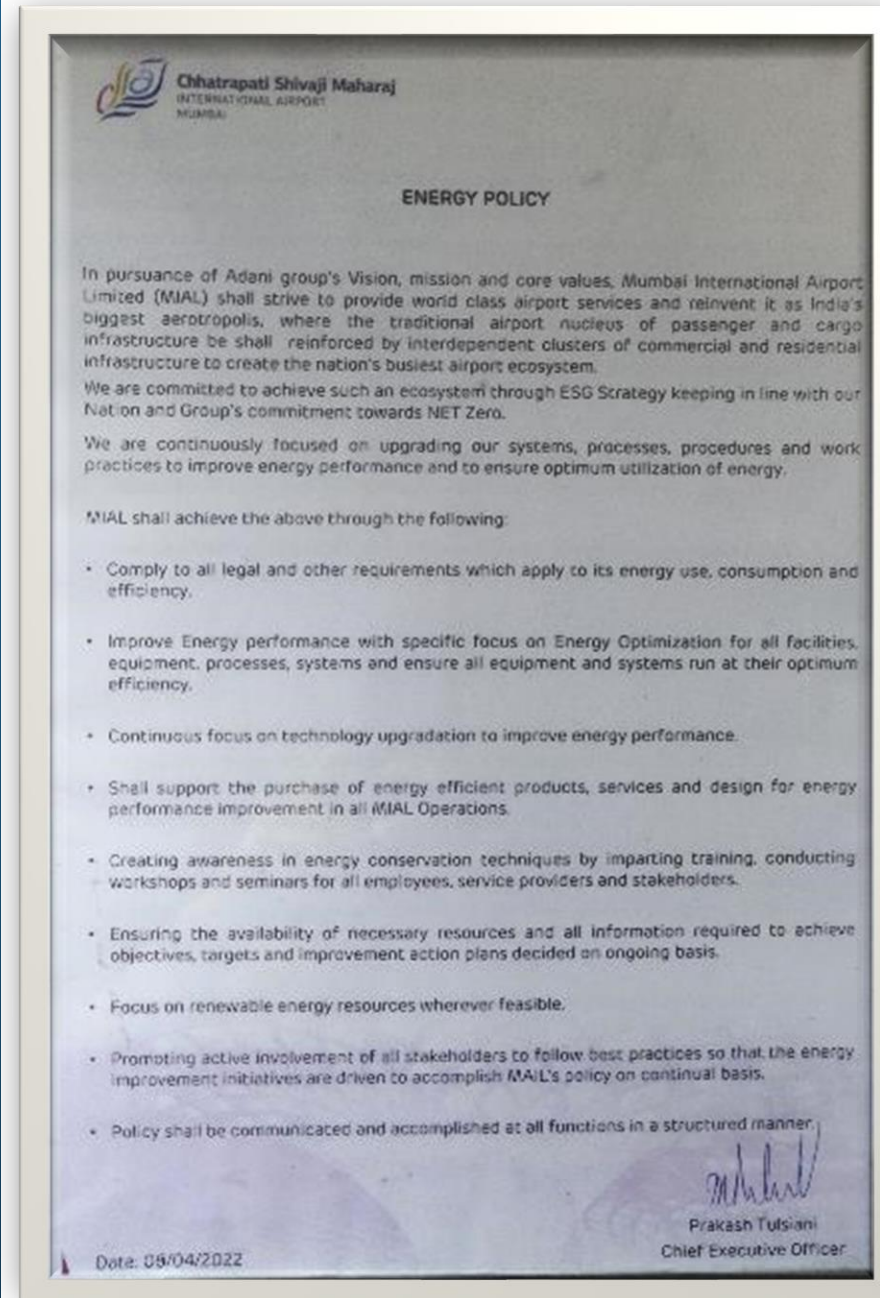 Chhatrapati Shivaji Maharaj
INTERNATIONAL AIRPORT
MUMBAI
ENERGY POLICY
In pursuance of Adani group's Vision, mission and core values, Mumbai International Airport
Limited (MIAL) shall strive to provide world class airport services and reinvent it as India's
biggest aerotropolis, where the traditional airport nucleus of passenger and cargo
infrastructure be shall reinforced by interdependent clusters of commercial and residential
infrastructure to create the nation's busiest airport ecosystem.
We are committed to achieve such an ecosystem through ESG Strategy keeping in line with our
Nation and Group's commitment towards NET Zero.
We are continuously focused on upgrading our systems, processes, procedures and work
practices to improve energy performance and to ensure optimum utilization of energy.
MIAL shall achieve the above through the following:
• Comply to all legal and other requirements which apply to its energy use, consumption and
efficiency.
• Improve Energy performance with specific focus on Energy Optimization for all facilities,
equipment, processes, systems and ensure all equipment and systems run at their optimum
efficiency.
• Continuous focus on technology upgradation to improve energy performance.
• Shall support the purchase of energy efficient products, services and design for energy
performance improvement in all MIAL Operations.
• Creating awareness in energy conservation techniques by imparting training, conducting
workshops and seminars for all employees, service providers and stakeholders.
• Ensuring the availability of necessary resources and all information required to achieve
objectives, targets and improvement action plans decided on ongoing basis.
• Focus on renewable energy resources wherever feasible.
• Promoting active involvement of all stakeholders to follow best practices so that the energy
improvement initiatives are driven to accomplish MAIL's policy on continual basis.
• Policy shall be communicated and accomplished at all functions in a structured manner.
Prakash Tulsiani
Chief Executive Officer
Date: